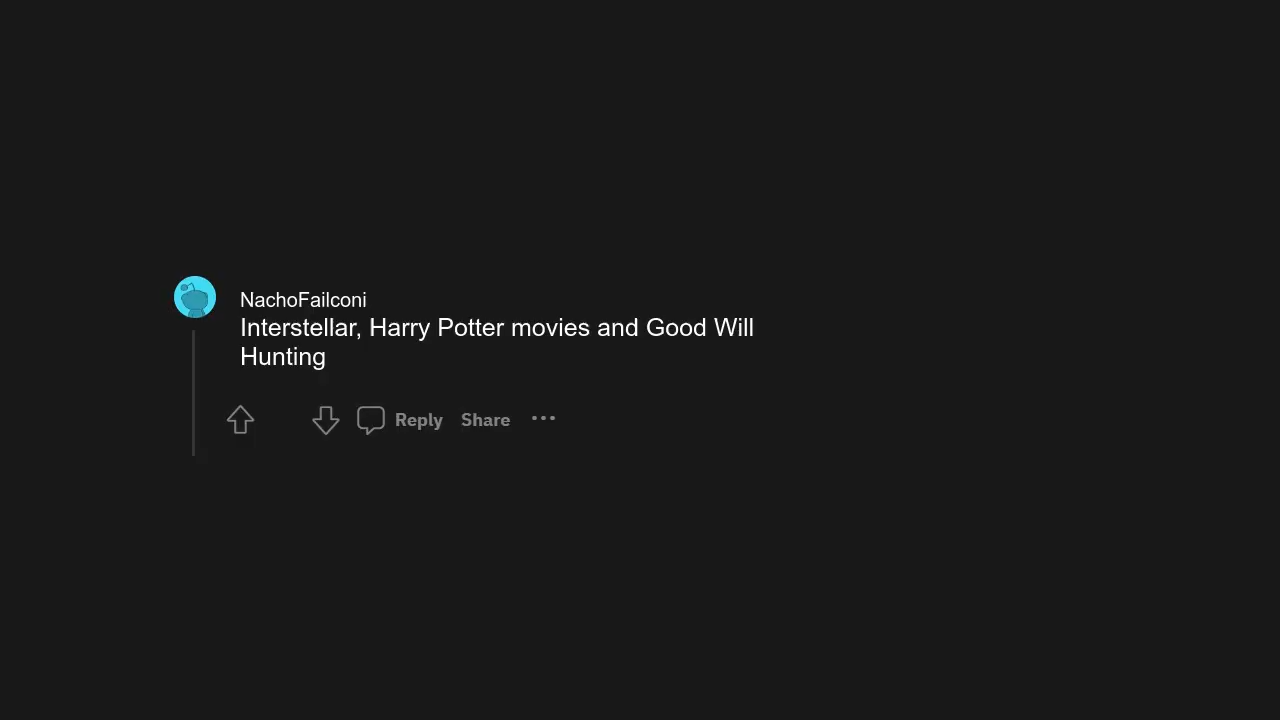 NachoFailconi
Interstellar, Harry Potter movies and Good Will
Hunting
Reply Share